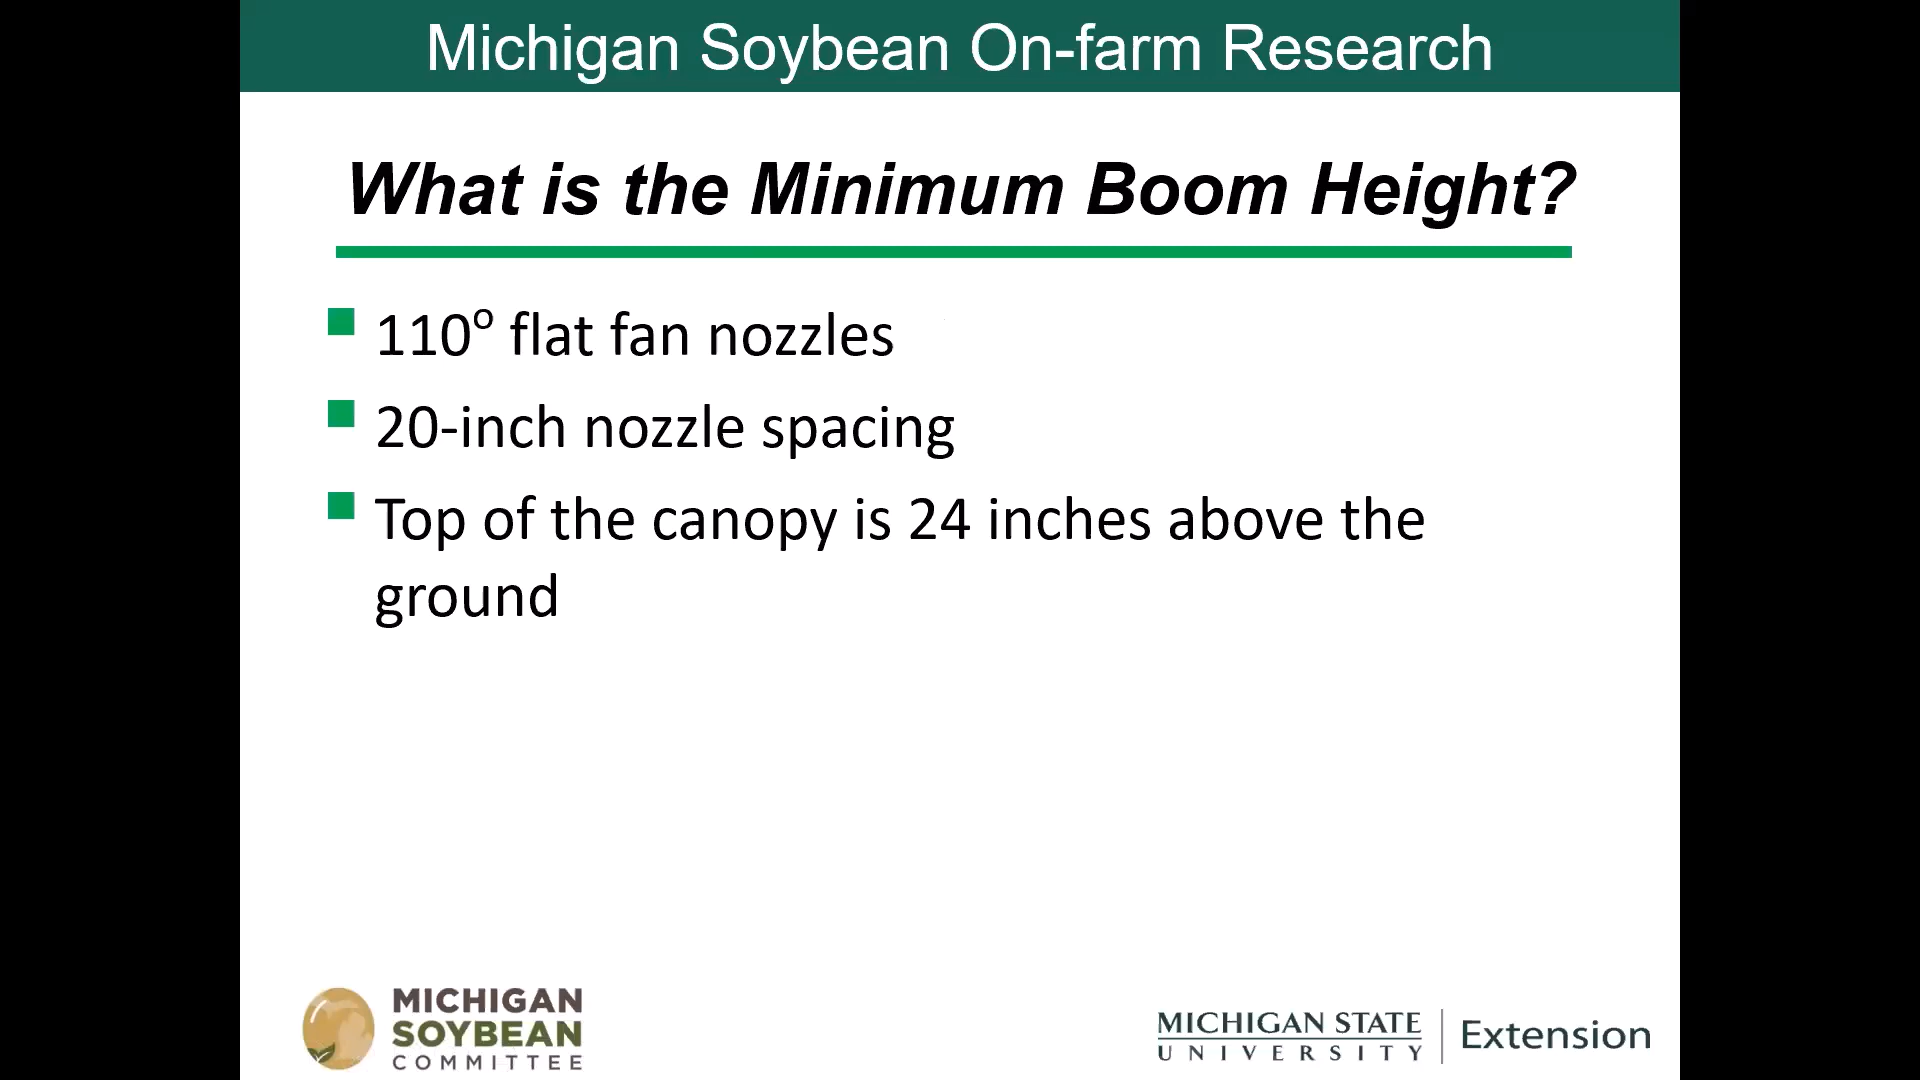 Michigan Soybean On-farm Research
What is the Minimum Boom Height?
110º flat fan nozzles
20-inch nozzle spacing
Top of the canopy is 24 inches above the
ground
MICHIGAN
SOYBEAN
COMMITTEE
MICHIGAN STATE
UNIVERSITY
Extension